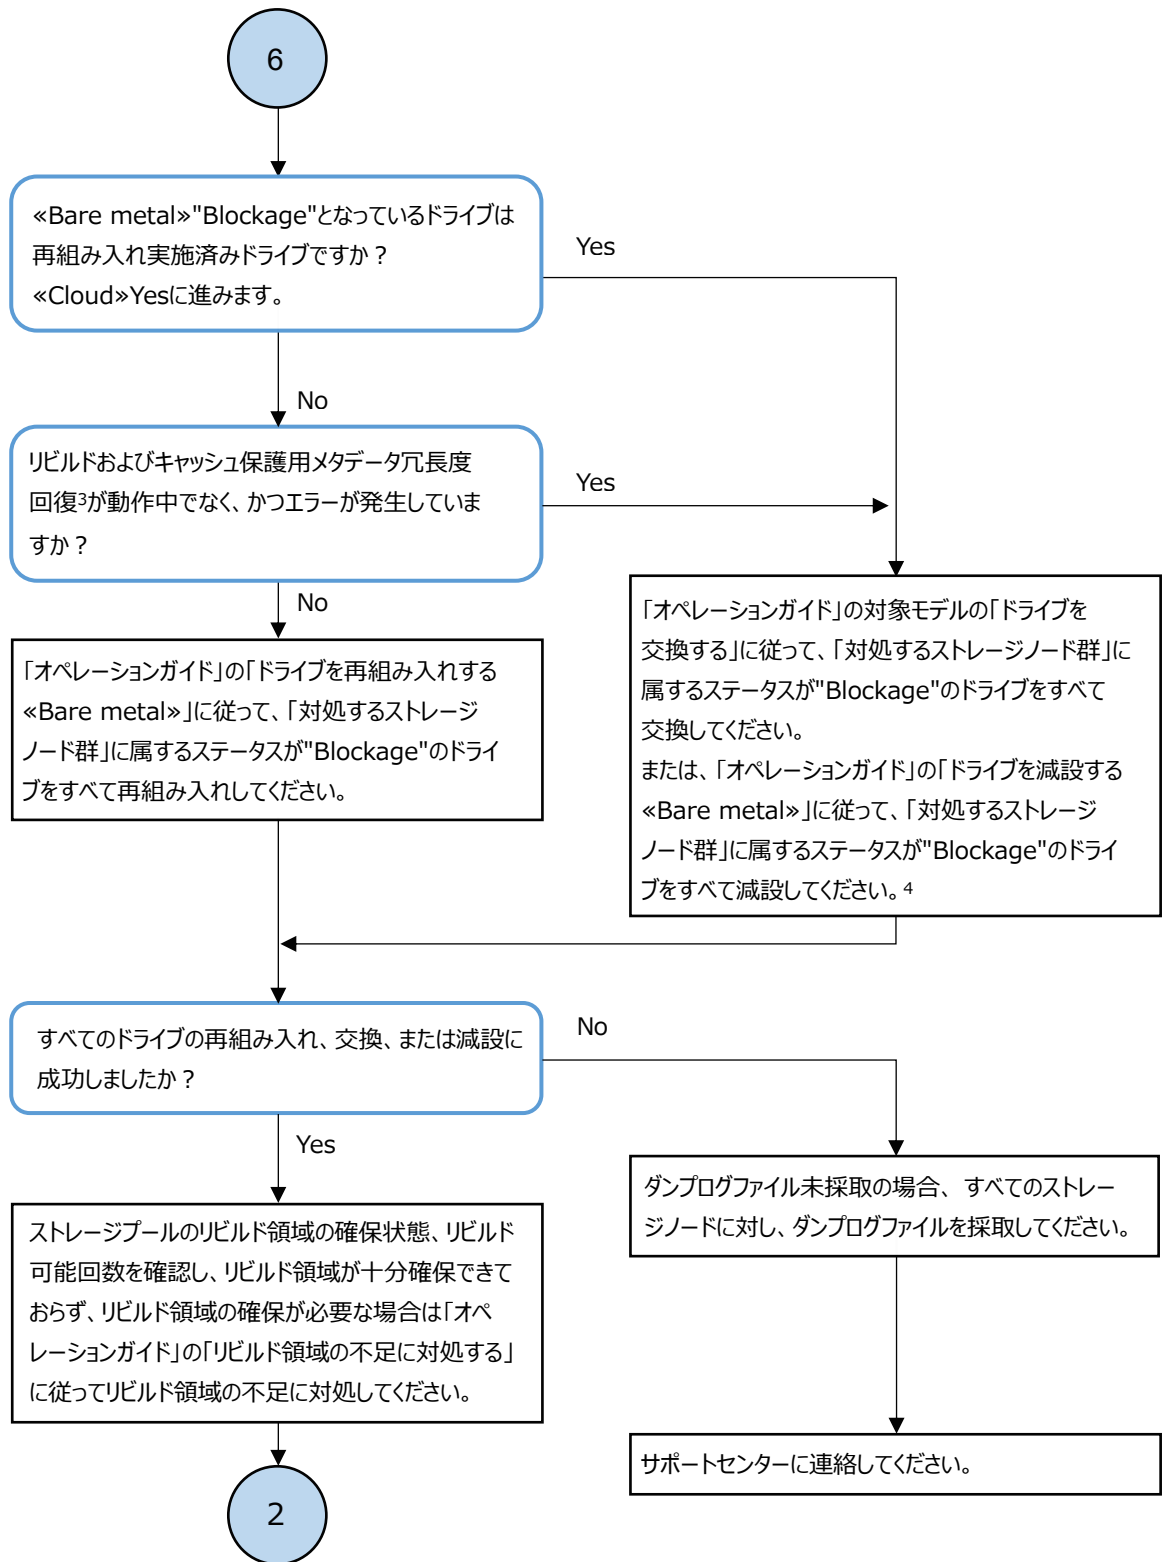 6
«Bare metal»"Blockage"となっているドライブは
再組み入れ実施済みドライブですか？
«Cloud»Yesに進みます。
Yes
No
リビルドおよびキャッシュ保護用メタデータ冗長度
回復3が動作中でなく、かつエラーが発生していま
すか？
Yes
No
「オペレーションガイド」の「ドライブを再組み入れする
«Bare metal»」に従って、「対処するストレージ
ノード群」に属するステータスが"Blockage"のドライ
ブをすべて再組み入れしてください。
「オペレーションガイド」の対象モデルの「ドライブを
交換する」に従って、「対処するストレージノード群」に
属するステータスが"Blockage"のドライブをすべて
交換してください。
または、「オペレーションガイド」の「ドライブを減設する
«Bare metal»」に従って、「対処するストレージ
ノード群」に属するステータスが"Blockage"のドライ
ブをすべて減設してください。4
すべてのドライブの再組み入れ、交換、または減設に
成功しましたか？
No
Yes
ダンプログファイル未採取の場合、すべてのストレー
ジノードに対し、ダンプログファイルを採取してください。
ストレージプールのリビルド領域の確保状態、リビルド
可能回数を確認し、リビルド領域が十分確保できて
おらず、リビルド領域の確保が必要な場合は「オペ
レーションガイド」の「リビルド領域の不足に対処する」
に従ってリビルド領域の不足に対処してください。
サポートセンターに連絡してください。
2